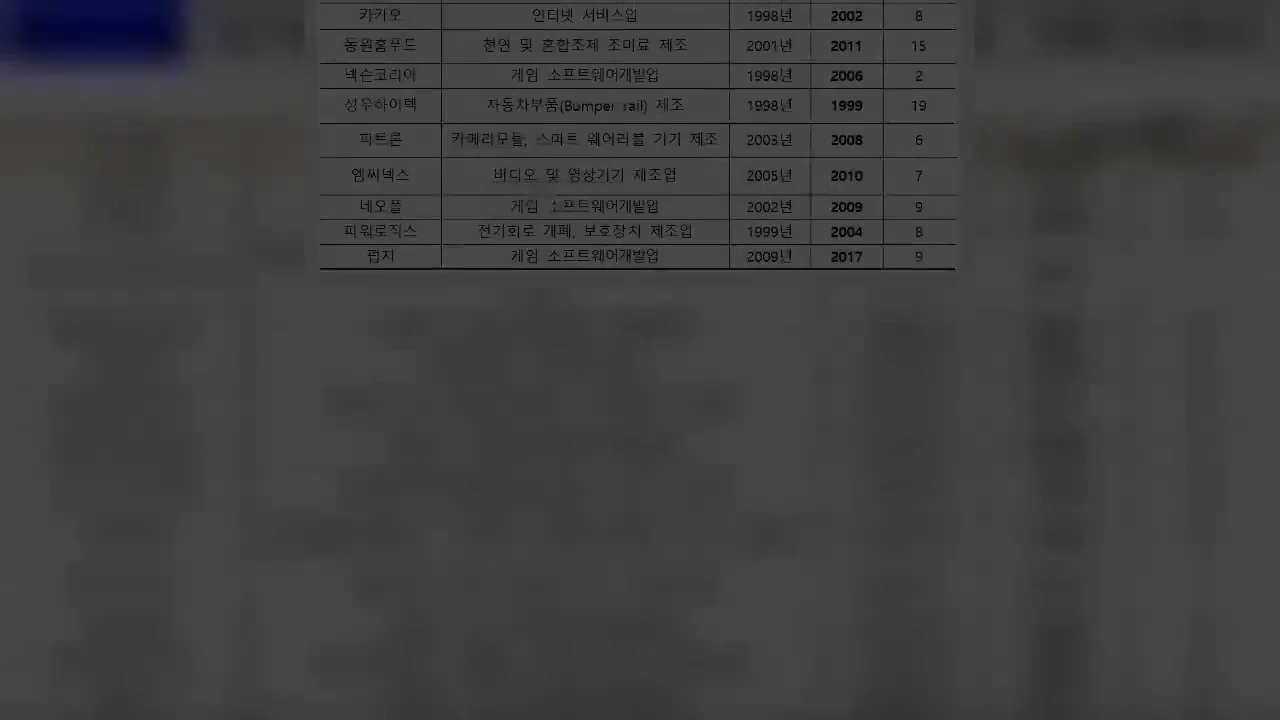 카카오 인터넷 서비스업 1998년 2002 8
동원홈푸드 천연 및 혼합조제 조미료 제조 2001년 2011 15
넥슨코리아 게임 소프트웨어개발업 1998년 2006 2
성우하이텍 자동차부품(Bumper rail) 제조 1998년 1999 19
파트론 카메라모듈, 스마트 웨어러블 기기 제조 2003년 2008 6
엠씨넥스 비디오 및 영상기기 제조업 2005년 2010 7
네오플 게임 소프트웨어개발업 2002년 2009 9
파워로직스 전기회로 개폐, 보호장치 제조업 1999년 2004 8
펍지 게임 소프트웨어개발업 2009년 2017 9